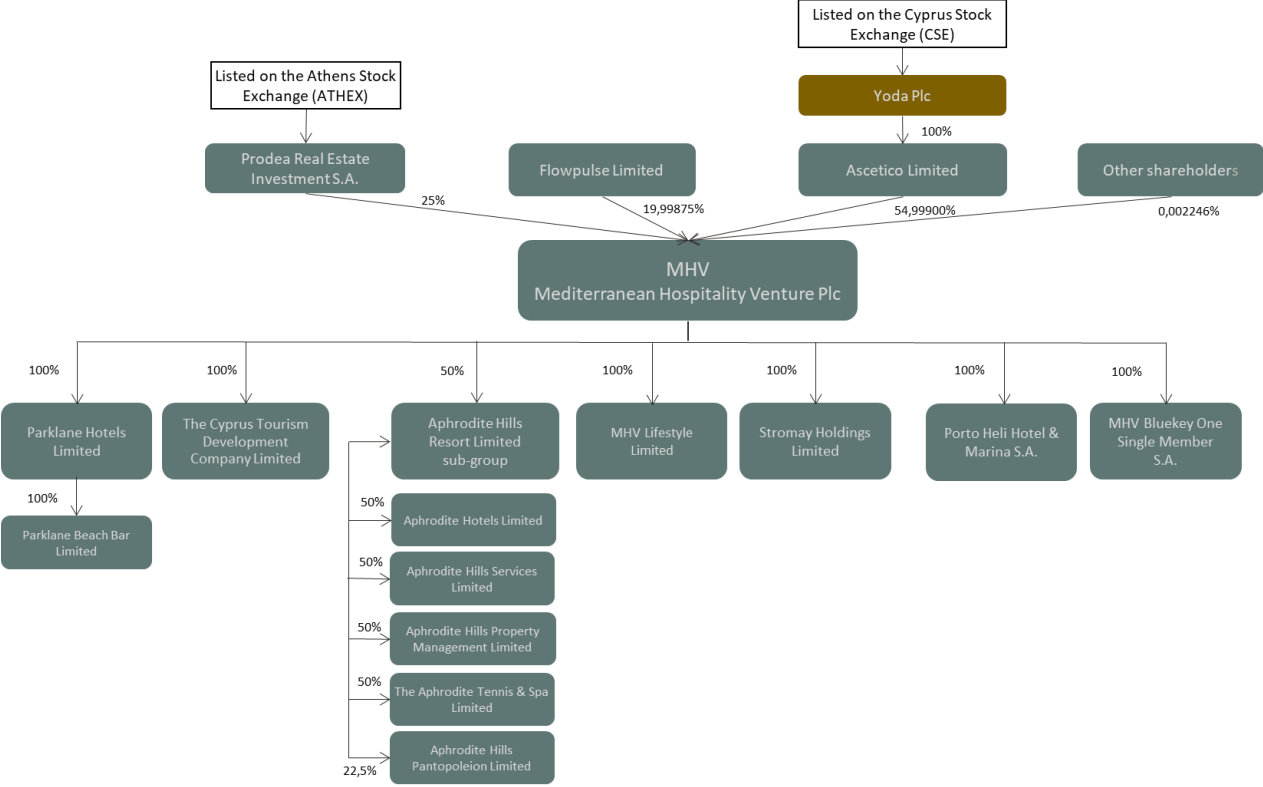 Listed on the Cyprus Stock
Exchange (CSE)
Listed on the Athens Stock
Exchange (ATHEX)
Yoda Plc
100%
Prodea Real Estate
Investment S.A.
Flowpulse Limited
Ascetico Limited
Other shareholders
25%
19,99875%
54,99900%
0,002246%
MHV
Mediterranean Hospitality Venture Plc
100%
100%
50%
100%
100%
100%
100%
Parklane Hotels
Limited
The Cyprus Tourism
Development
Company Limited
Aphrodite Hills
Resort Limited
sub-group
MHV Lifestyle
Limited
Stromay Holdings
Limited
Porto Heli Hotel &
Marina S.A.
MHV Bluekey One
Single Member
S.A.
100%
Parklane Beach Bar
Limited
50%
Aphrodite Hotels Limited
50%
Aphrodite Hills Services
Limited
50%
Aphrodite Hills Property
Management Limited
50%
The Aphrodite Tennis & Spa
Limited
22,5%
Aphrodite Hills
Pantopoleion Limited